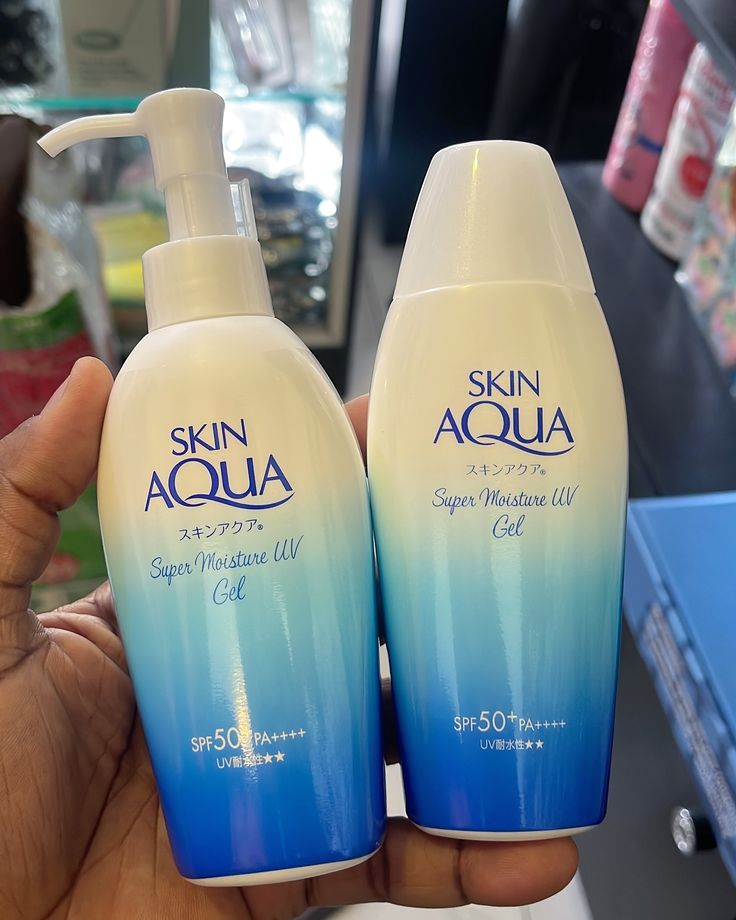 SKIN
AQUA
スキンアクア®
Super Moisture UV
Gel
SPF50+PA++++
UV耐水性★★
SKIN
AQUA
スキンアクア®
Super Moisture UV
Gel
SPF50+PA++++
UV耐水性★★